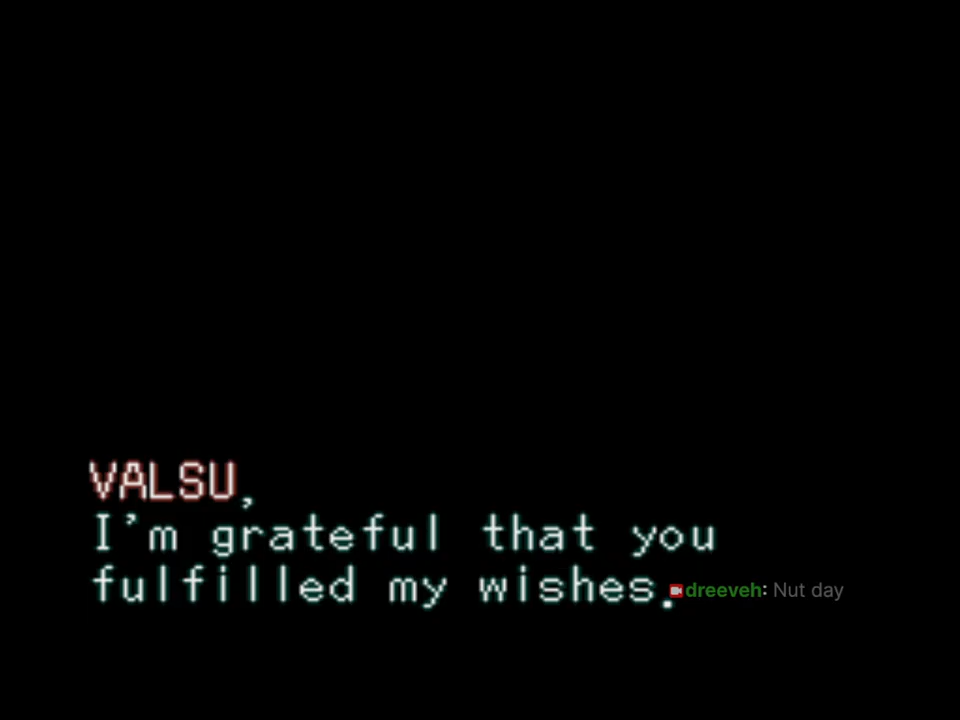 VALSU,
I'm grateful that you
fulfilled my wishes.
dreeveh: Nut day